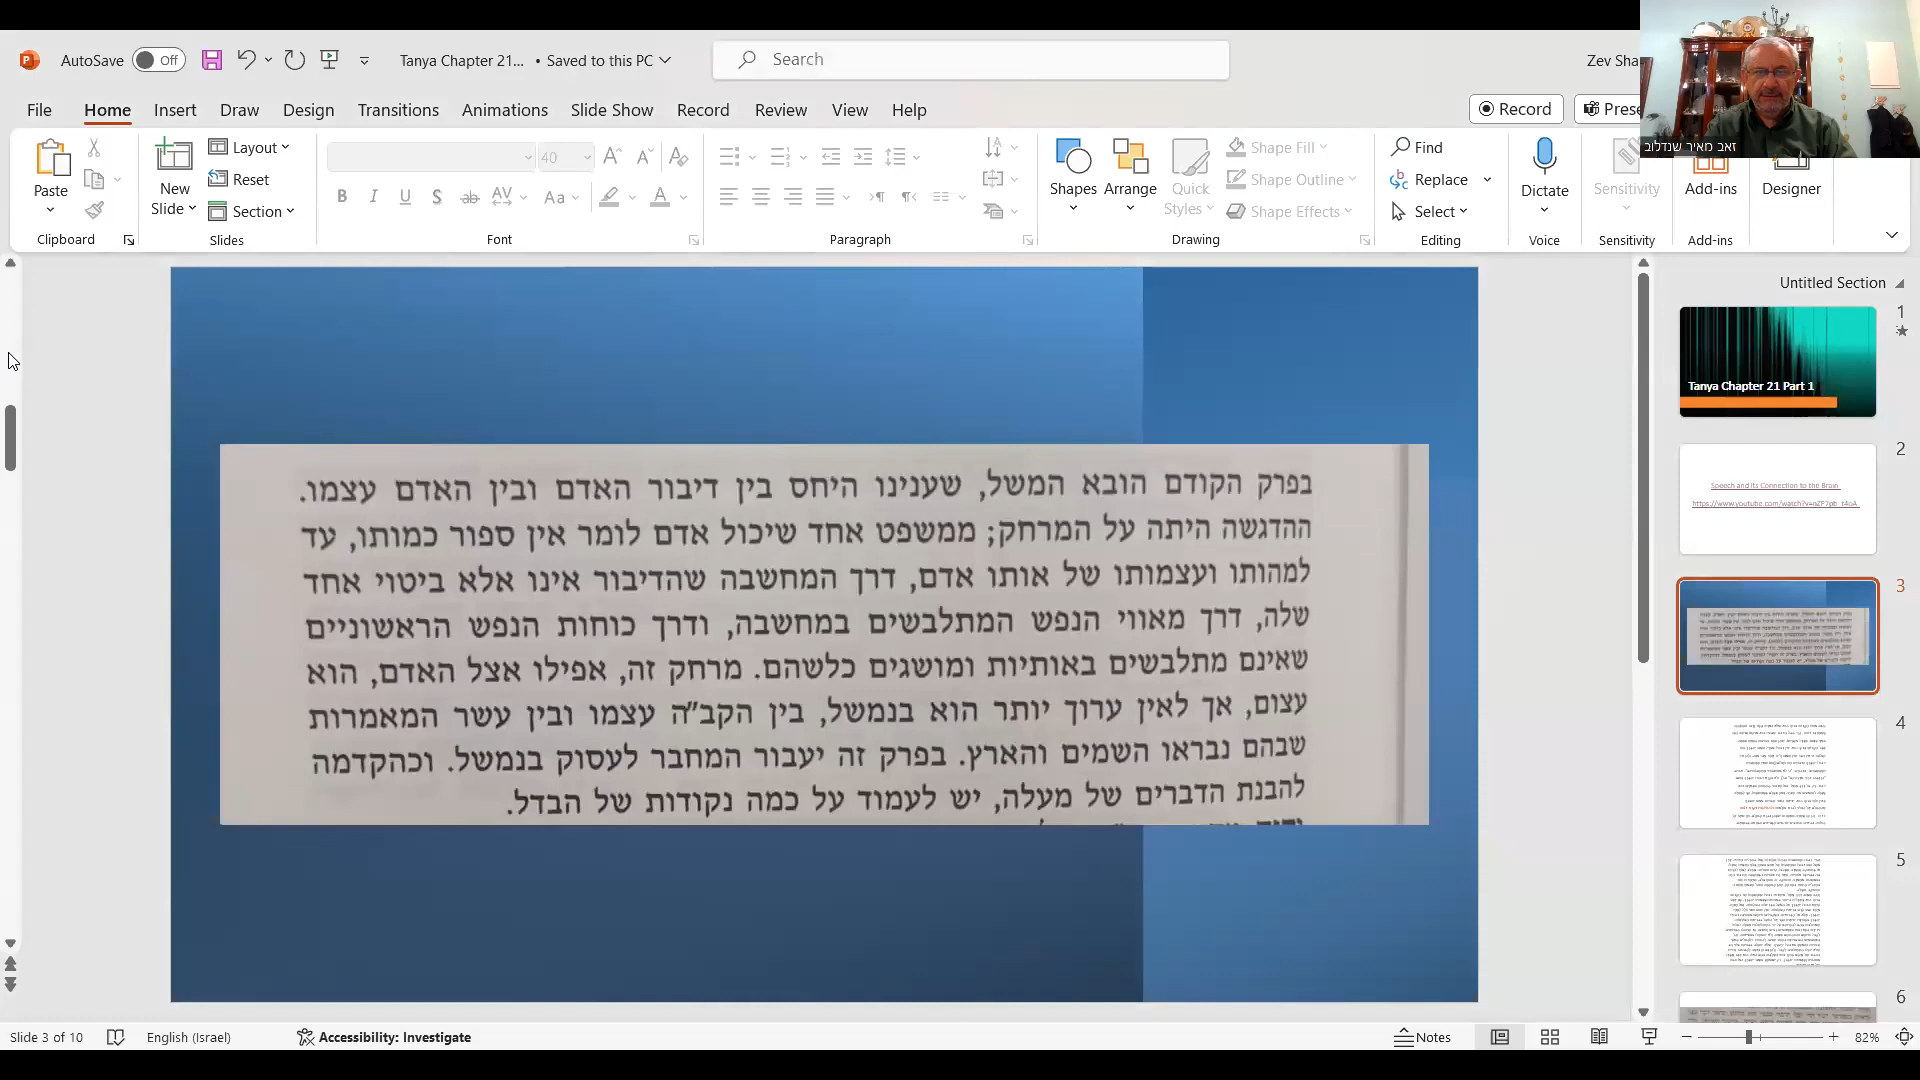 AutoSave Off Tanya Chapter 21... • Saved to this PC Search Zev Sha
File Home Insert Draw Design Transitions Animations Slide Show Record Review View Help Record Prese
זאב מאיר שנדלוב
Paste
New Slide
Layout
Reset
Section
40
Shapes
Arrange
Quick Styles
Shape Fill
Shape Outline
Shape Effects
Find
Replace
Select
Dictate
Sensitivity
Add-ins
Designer
Clipboard Slides Font Paragraph Drawing Editing Voice Sensitivity Add-ins
בפרק הקודם הובא המשל, שענינו היחס בין דיבור האדם ובין האדם עצמו.
ההדגשה היתה על המרחק; ממשפט אחד שיכול אדם לומר אין ספור כמותו, עד
למהותו ועצמותו של אותו אדם, דרך המחשבה שהדיבור אינו אלא ביטוי אחד
שלה, דרך מאווי הנפש המתלבשים במחשבה, ודרך כוחות הנפש הראשוניים
שאינם מתלבשים באותיות ומושגים כלשהם. מרחק זה, אפילו אצל האדם, הוא
עצום, אך לאין ערוך יותר הוא בנמשל, בין הקב"ה עצמו ובין עשר המאמרות
שבהם נבראו השמים והארץ. בפרק זה יעבור המחבר לעסוק בנמשל. וכהקדמה
להבנת הדברים של מעלה, יש לעמוד על כמה נקודות של הבדל.
Untitled Section
1
Tanya Chapter 21 Part 1
2
Speech and Its Connection to the Brain
3
4
5
6
Slide 3 of 10 English (Israel) Accessibility: Investigate Notes 82%